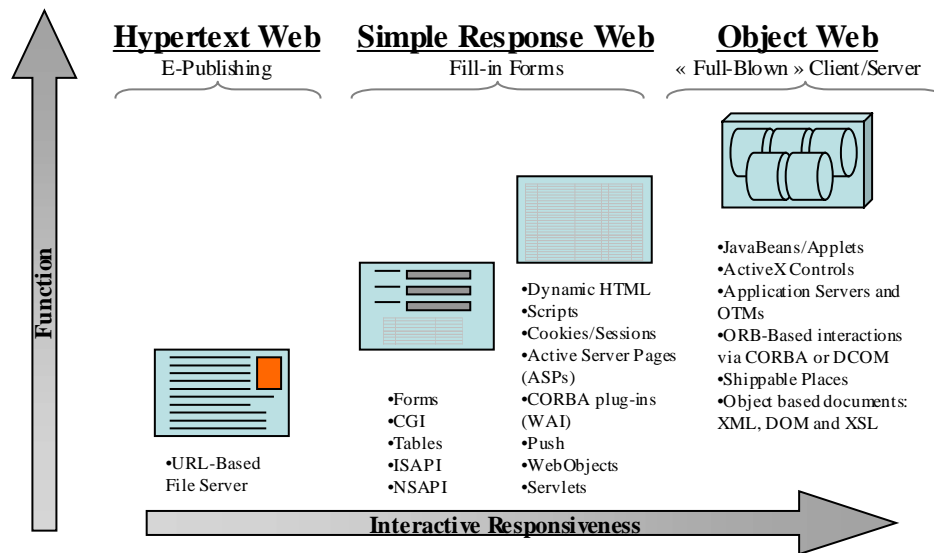 Hypertext Web
E-Publishing
Simple Response Web
Fill-in Forms
Object Web
« Full-Blown » Client/Server
Function
•URL-Based
File Server
•Forms
•CGI
•Tables
•ISAPI
•NSAPI
•Dynamic HTML
•Scripts
•Cookies/Sessions
•Active Server Pages
(ASPs)
•CORBA plug-ins
(WAI)
•Push
•WebObjects
•Servlets
•JavaBeans/Applets
•ActiveX Controls
•Application Servers and
OTMs
•ORB-Based interactions
via CORBA or DCOM
•Shippable Places
•Object based documents:
XML, DOM and XSL
Interactive Responsiveness